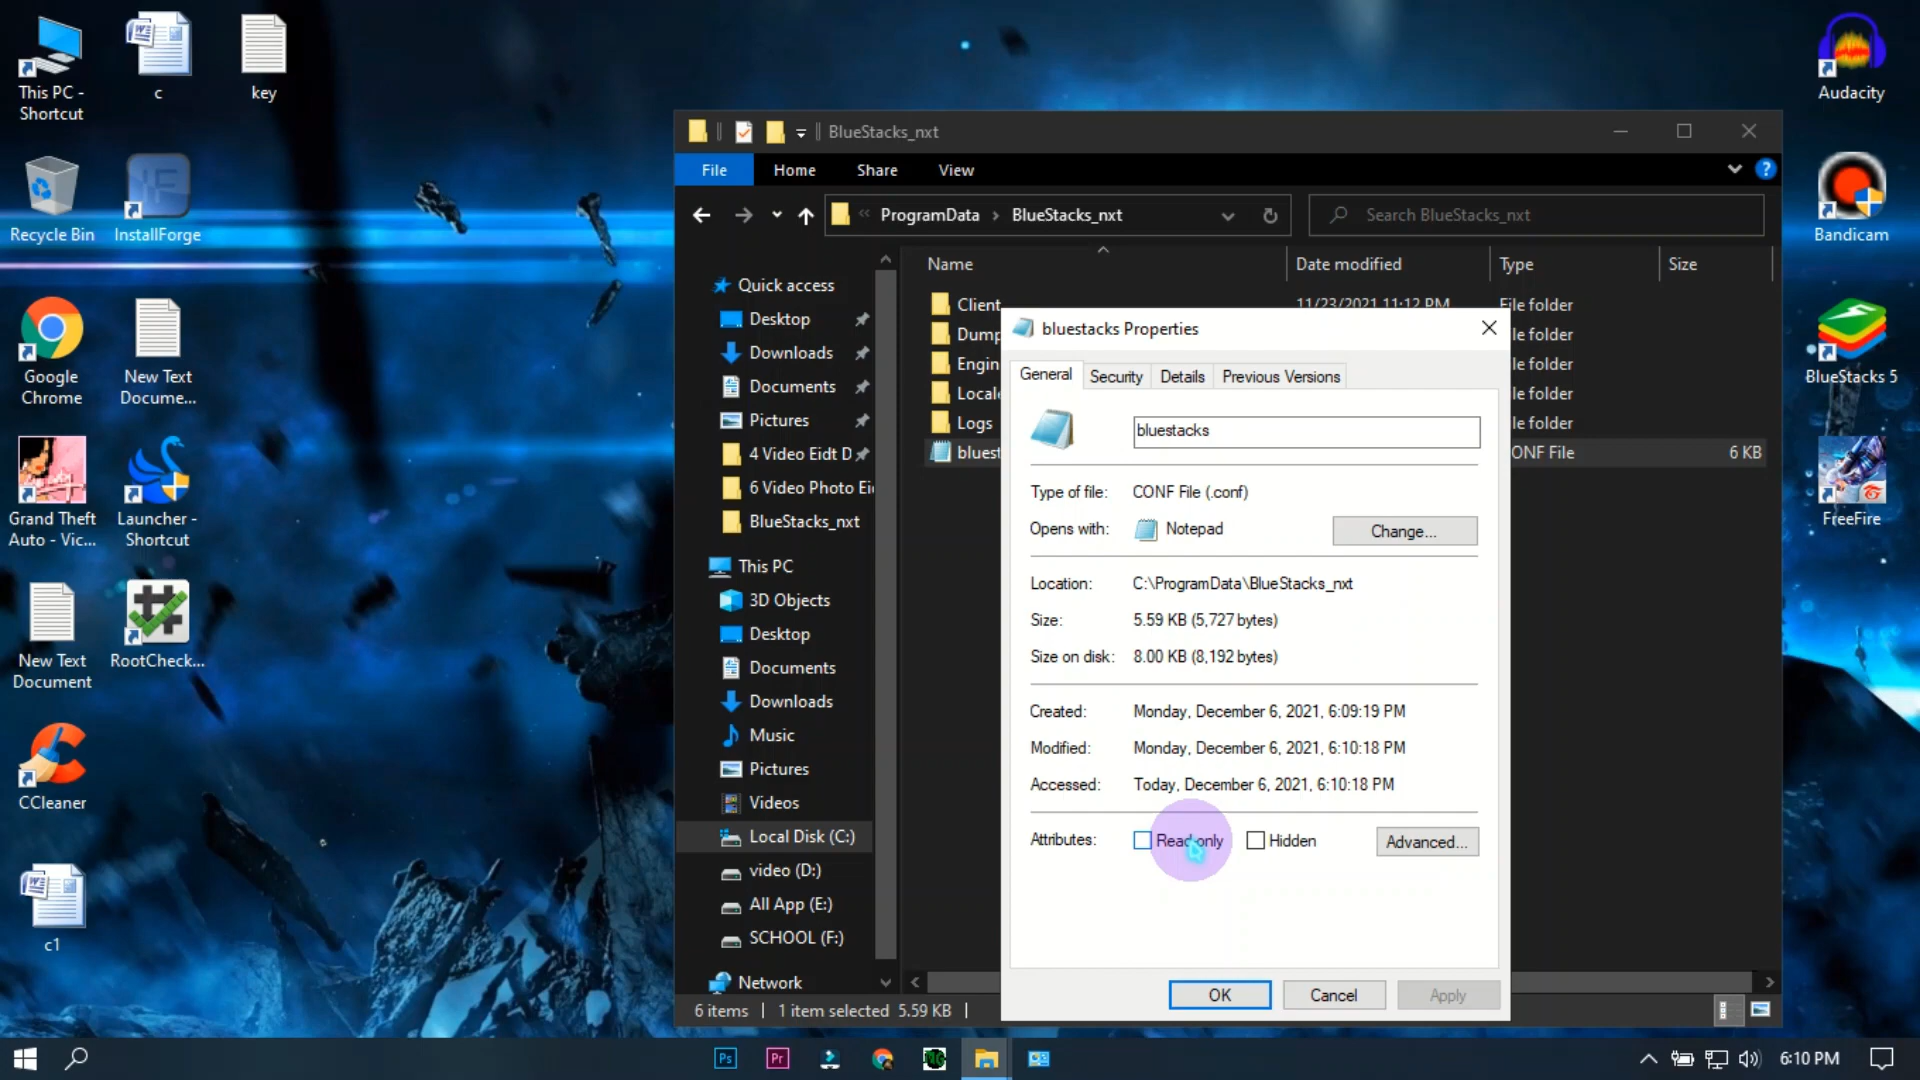 This PC -
Shortcut
c
key
Recycle Bin
InstallForge
Google
Chrome
New Text
Docume...
Grand Theft
Auto - Vic...
Launcher -
Shortcut
New Text
Document
RootCheck...
CCleaner
c1
Audacity
Bandicam
BlueStacks 5
FreeFire
BlueStacks_nxt
File
Home
Share
View
« ProgramData › BlueStacks_nxt
Search BlueStacks_nxt
Name
Date modified
Type
Size
Quick access
Desktop
Downloads
Documents
Pictures
4 Video Eidt D
6 Video Photo Ei
BlueStacks_nxt
This PC
3D Objects
Desktop
Documents
Downloads
Music
Pictures
Videos
Local Disk (C:)
video (D:)
All App (E:)
SCHOOL (F:)
Network
Client 11/23/2021 11:12 PM File folder
Dump le folder
Engin le folder
Locale le folder
Logs le folder
bluest ONF File 6 KB
bluestacks Properties
General
Security
Details
Previous Versions
bluestacks
Type of file: CONF File (.conf)
Opens with: Notepad
Change...
Location: C:\ProgramData\BlueStacks_nxt
Size: 5.59 KB (5,727 bytes)
Size on disk: 8.00 KB (8,192 bytes)
Created: Monday, December 6, 2021, 6:09:19 PM
Modified: Monday, December 6, 2021, 6:10:18 PM
Accessed: Today, December 6, 2021, 6:10:18 PM
Attributes: Read-only Hidden
Advanced...
OK
Cancel
Apply
6 items
1 item selected 5.59 KB
Ps
Pr
6:10 PM